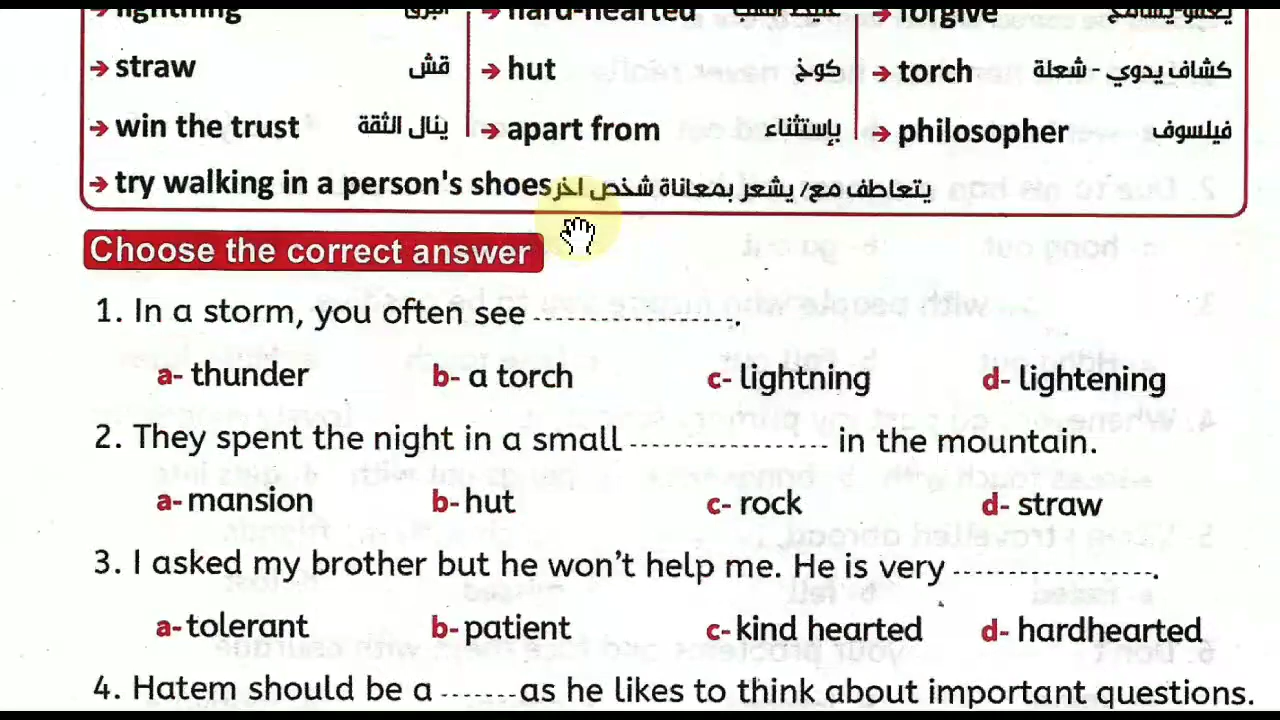 → straw قش → hut كوخ → torch كشاف يدوي - شعلة
→ win the trust ينال الثقة → apart from بإستثناء → philosopher فيلسوف
→ try walking in a person's shoes يتعاطف مع/ يشعر بمعاناة شخص اخر
Choose the correct answer
1. In a storm, you often see ..................
a- thunder b- a torch c- lightning d- lightening
2. They spent the night in a small .................. in the mountain.
a- mansion b- hut c- rock d- straw
3. I asked my brother but he won't help me. He is very ..................
a- tolerant b- patient c- kind hearted d- hardhearted
4. Hatem should be a ....... as he likes to think about important questions.